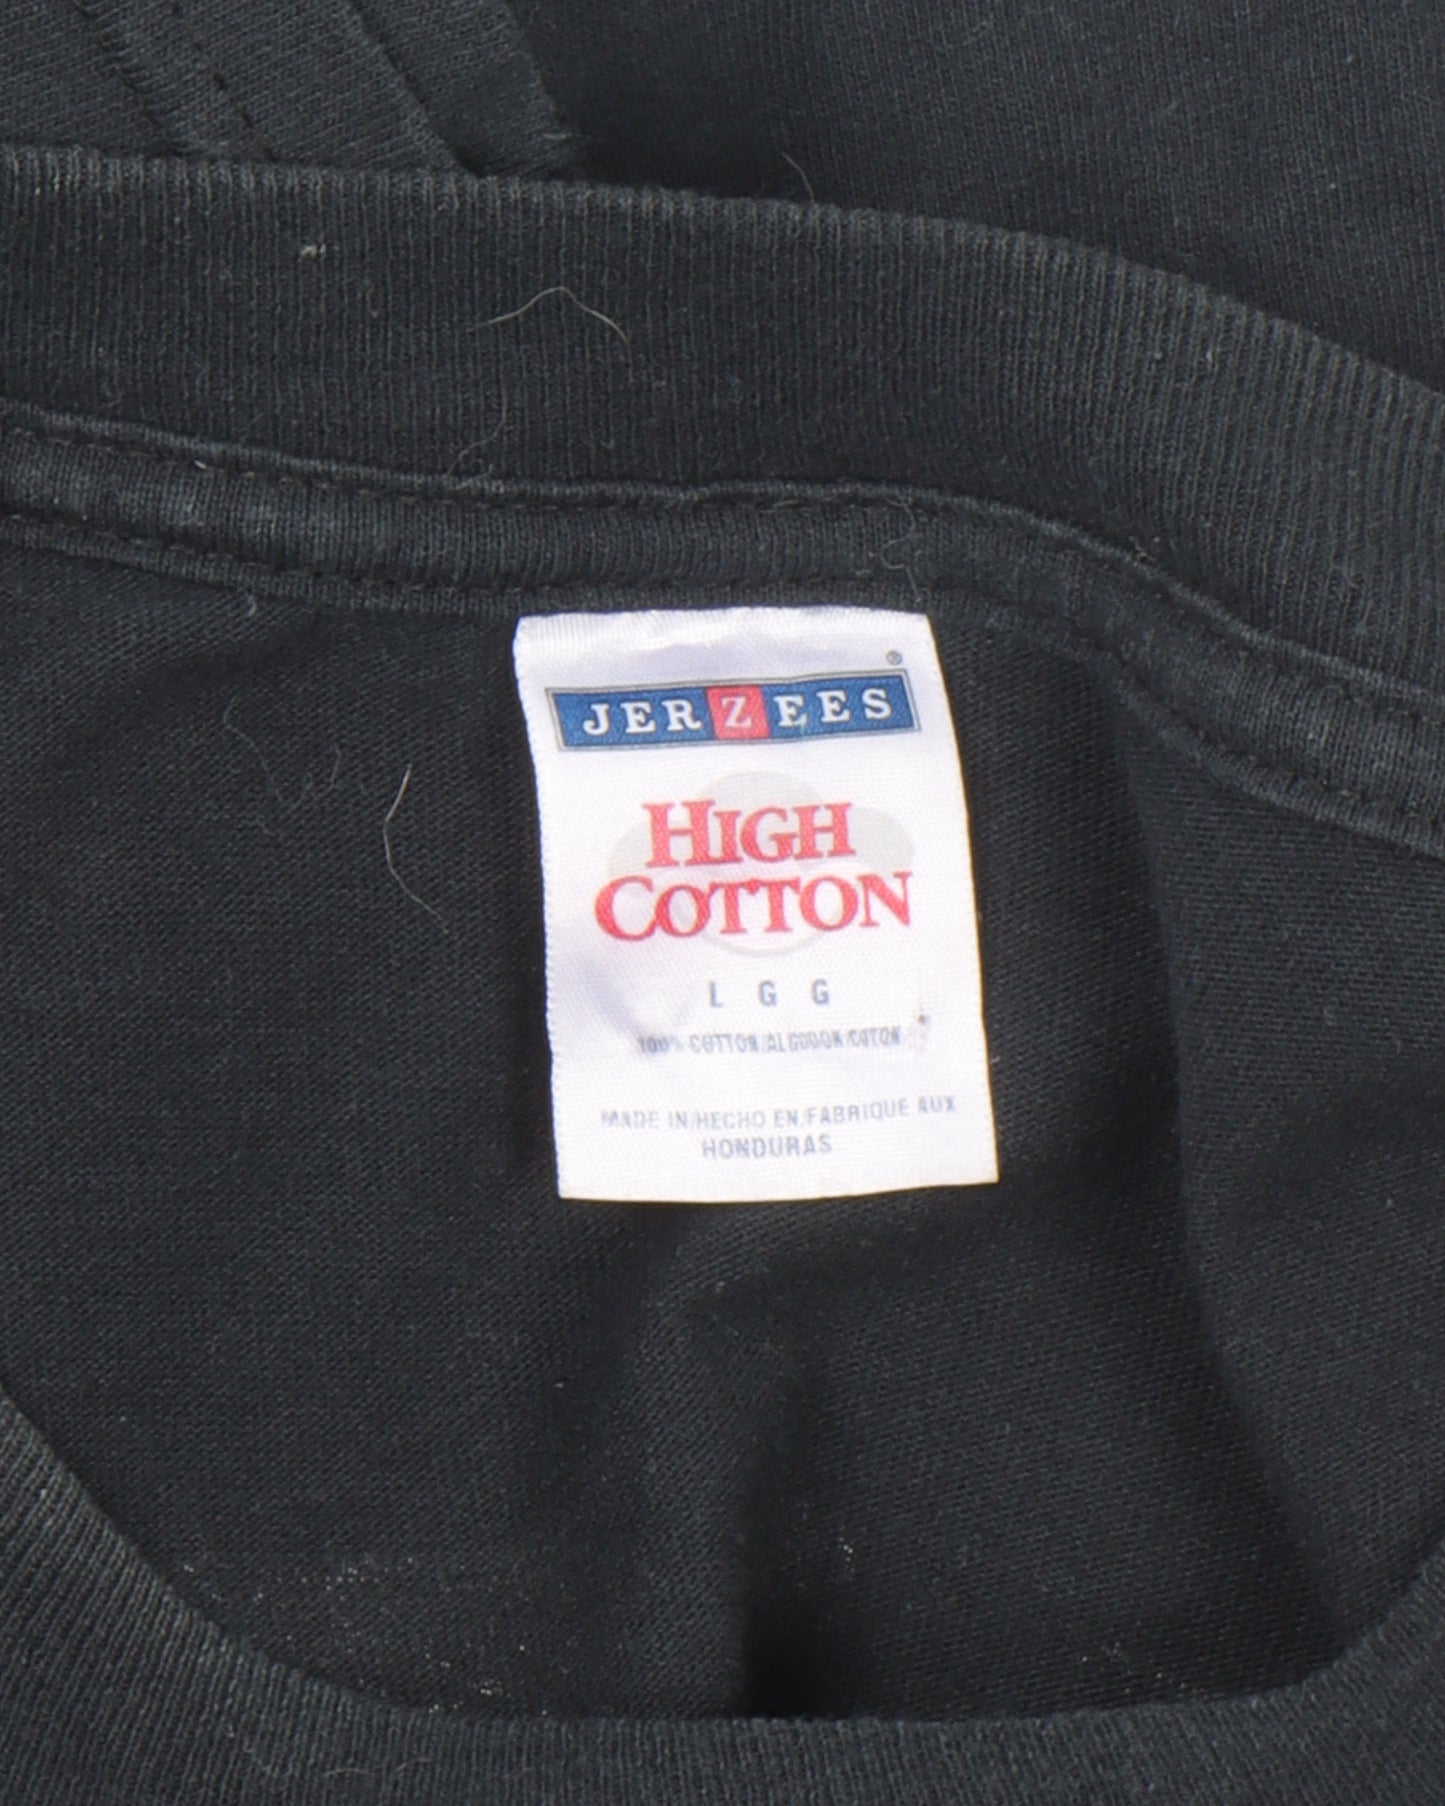 ®
JERZEES
HIGH
COTTON
L G G
100% COTTON/ALGODON/COTON
MADE IN/HECHO EN/FABRIQUE AUX
HONDURAS